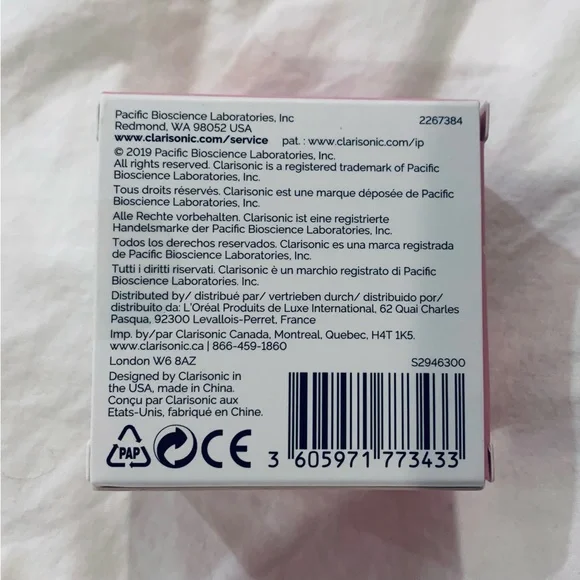 Pacific Bioscience Laboratories, Inc 2267384
Redmond, WA 98052 USA
www.clarisonic.com/service pat. : www.clarisonic.com/ip
© 2019 Pacific Bioscience Laboratories, Inc.
All rights reserved. Clarisonic is a registered trademark of Pacific
Bioscience Laboratories, Inc.
Tous droits réservés. Clarisonic est une marque déposée de Pacific
Bioscience Laboratories, Inc.
Alle Rechte vorbehalten. Clarisonic ist eine registrierte
Handelsmarke der Pacific Bioscience Laboratories, Inc.
Todos los derechos reservados. Clarisonic es una marca registrada
de Pacific Bioscience Laboratories, Inc.
Tutti i diritti riservati. Clarisonic è un marchio registrato di Pacific
Bioscience Laboratories, Inc.
Distributed by/ distribué par/ vertrieben durch/ distribuido por/
distribuito da: L'Oréal Produits de Luxe International, 62 Quai Charles
Pasqua, 92300 Levallois-Perret, France
Imp. by/par Clarisonic Canada, Montreal, Quebec, H4T 1K5.
www.clarisonic.ca | 866-459-1860
London W6 8AZ S2946300
Designed by Clarisonic in
the USA, made in China.
Conçu par Clarisonic aux
Etats-Unis, fabriqué en Chine.
PAP CE 3 605971 773433